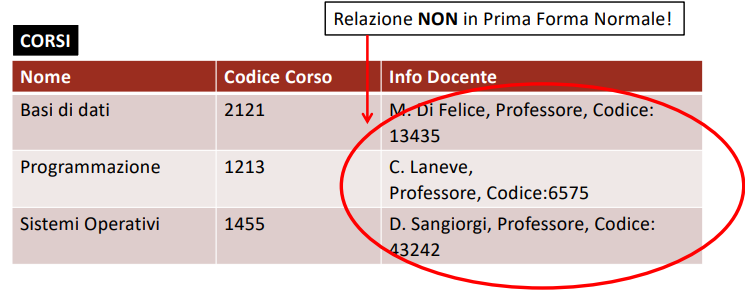 Relazione NON in Prima Forma Normale!
CORSI
Nome Codice Corso Info Docente
Basi di dati 2121 M. Di Felice, Professore, Codice:
13435
Programmazione 1213 C. Laneve,
Professore, Codice:6575
Sistemi Operativi 1455 D. Sangiorgi, Professore, Codice:
43242